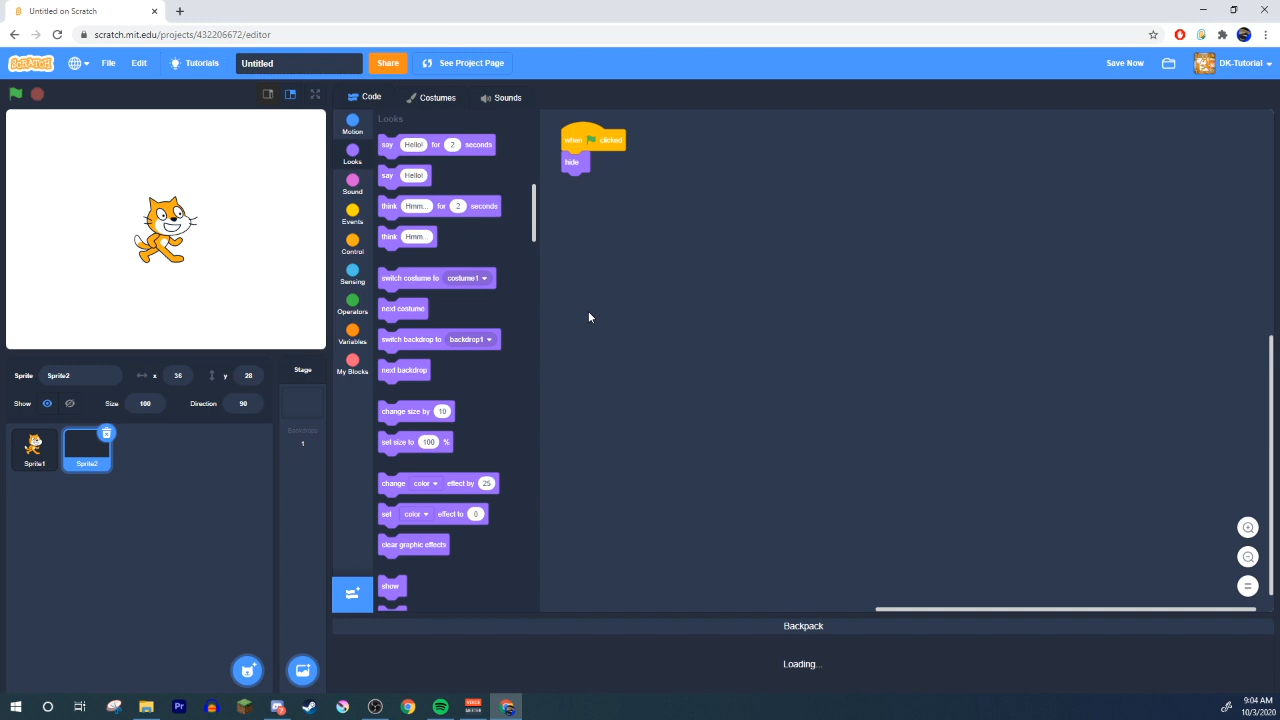 Untitled on Scratch
scratch.mit.edu/projects/432206672/editor
SCRATCH
File
Edit
Tutorials
Untitled
Share
See Project Page
Save Now
DK-Tutorial
Code
Costumes
Sounds
Motion
Looks
Sound
Events
Control
Sensing
Operators
Variables
My Blocks
Looks
say Hello! for 2 seconds
say Hello!
think Hmm... for 2 seconds
think Hmm...
switch costume to costume1
next costume
switch backdrop to backdrop1
next backdrop
change size by 10
set size to 100 %
change color effect by 25
set color effect to 0
clear graphic effects
show
when clicked
hide
Sprite Sprite2 x 36 y 28
Show Size 100 Direction 90
Sprite1
Sprite2
Stage
Backdrops
1
Backpack
Loading...
Pr
VOICE
MEETER
9:04 AM
10/3/2020